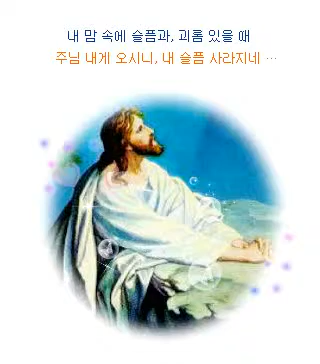 내 맘 속에 슬픔과, 괴롬 있을 때
주님 내게 오시니, 내 슬픔 사라지네 …